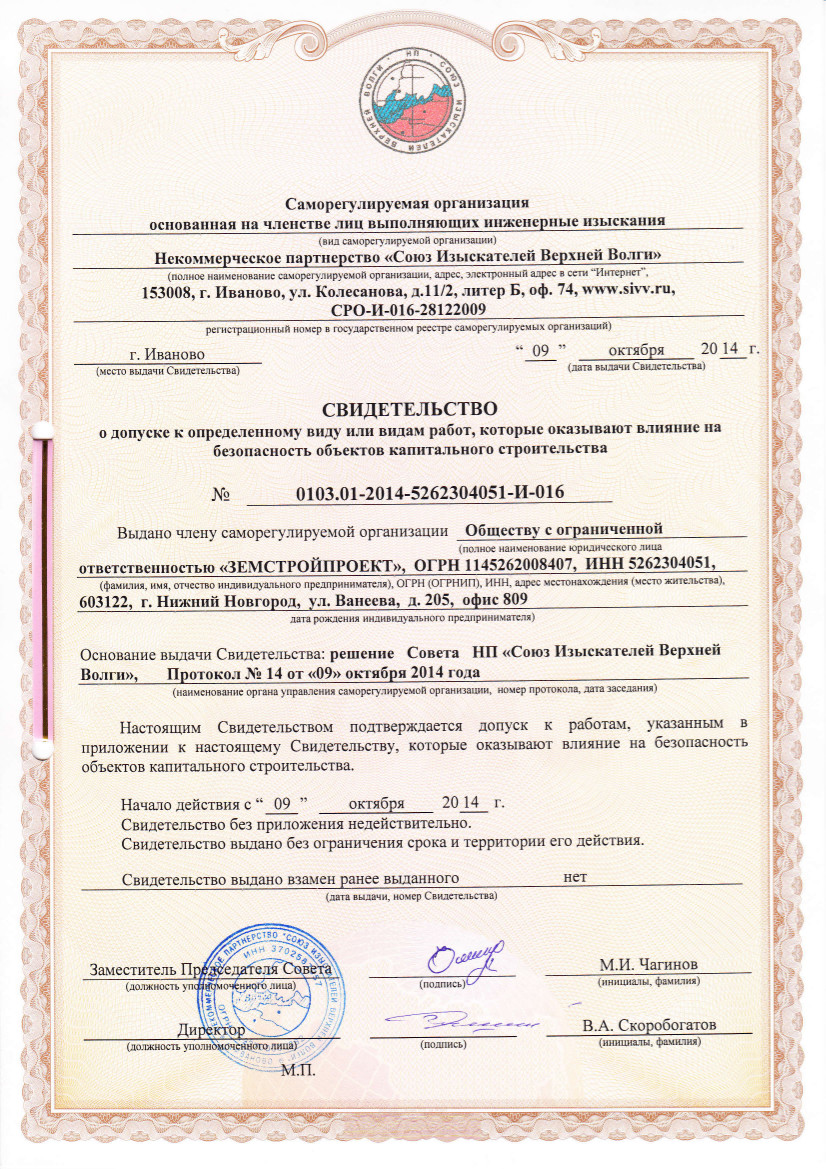 НП СОЮЗ ИЗЫСКАТЕЛЕЙ ВЕРХНЕЙ ВОЛГИ
Саморегулируемая организация
основанная на членстве лиц выполняющих инженерные изыскания
(вид саморегулируемой организации)
Некоммерческое партнерство «Союз Изыскателей Верхней Волги»
(полное наименование саморегулируемой организации, адрес, электронный адрес в сети “Интернет”,
153008, г. Иваново, ул. Колесанова, д.11/2, литер Б, оф. 74, www.sivv.ru,
СРО-И-016-28122009
регистрационный номер в государственном реестре саморегулируемых организаций)
г. Иваново “ 09 ” октября 20 14 г.
(место выдачи Свидетельства) (дата выдачи Свидетельства)
СВИДЕТЕЛЬСТВО
о допуске к определенному виду или видам работ, которые оказывают влияние на
безопасность объектов капитального строительства
№ 0103.01-2014-5262304051-И-016
Выдано члену саморегулируемой организации Обществу с ограниченной
(полное наименование юридического лица
ответственностью «ЗЕМСТРОЙПРОЕКТ», ОГРН 1145262008407, ИНН 5262304051,
(фамилия, имя, отчество индивидуального предпринимателя), ОГРН (ОГРНИП), ИНН, адрес местонахождения (место жительства),
603122, г. Нижний Новгород, ул. Ванеева, д. 205, офис 809
дата рождения индивидуального предпринимателя)
Основание выдачи Свидетельства: решение Совета НП «Союз Изыскателей Верхней
Волги», Протокол № 14 от «09» октября 2014 года
(наименование органа управления саморегулируемой организации, номер протокола, дата заседания)
Настоящим Свидетельством подтверждается допуск к работам, указанным в
приложении к настоящему Свидетельству, которые оказывают влияние на безопасность
объектов капитального строительства.
Начало действия с “ 09 ” октября 20 14 г.
Свидетельство без приложения недействительно.
Свидетельство выдано без ограничения срока и территории его действия.
Свидетельство выдано взамен ранее выданного нет
(дата выдачи, номер Свидетельства)
Заместитель Председателя Совета М.И. Чагинов
(должность уполномоченного лица) (подпись) (инициалы, фамилия)
Директор В.А. Скоробогатов
(должность уполномоченного лица) (подпись) (инициалы, фамилия)
М.П.
НЕКОММЕРЧЕСКОЕ ПАРТНЕРСТВО "СОЮЗ ИЗЫСКАТЕЛЕЙ ВЕРХНЕЙ ВОЛГИ"
ИНН